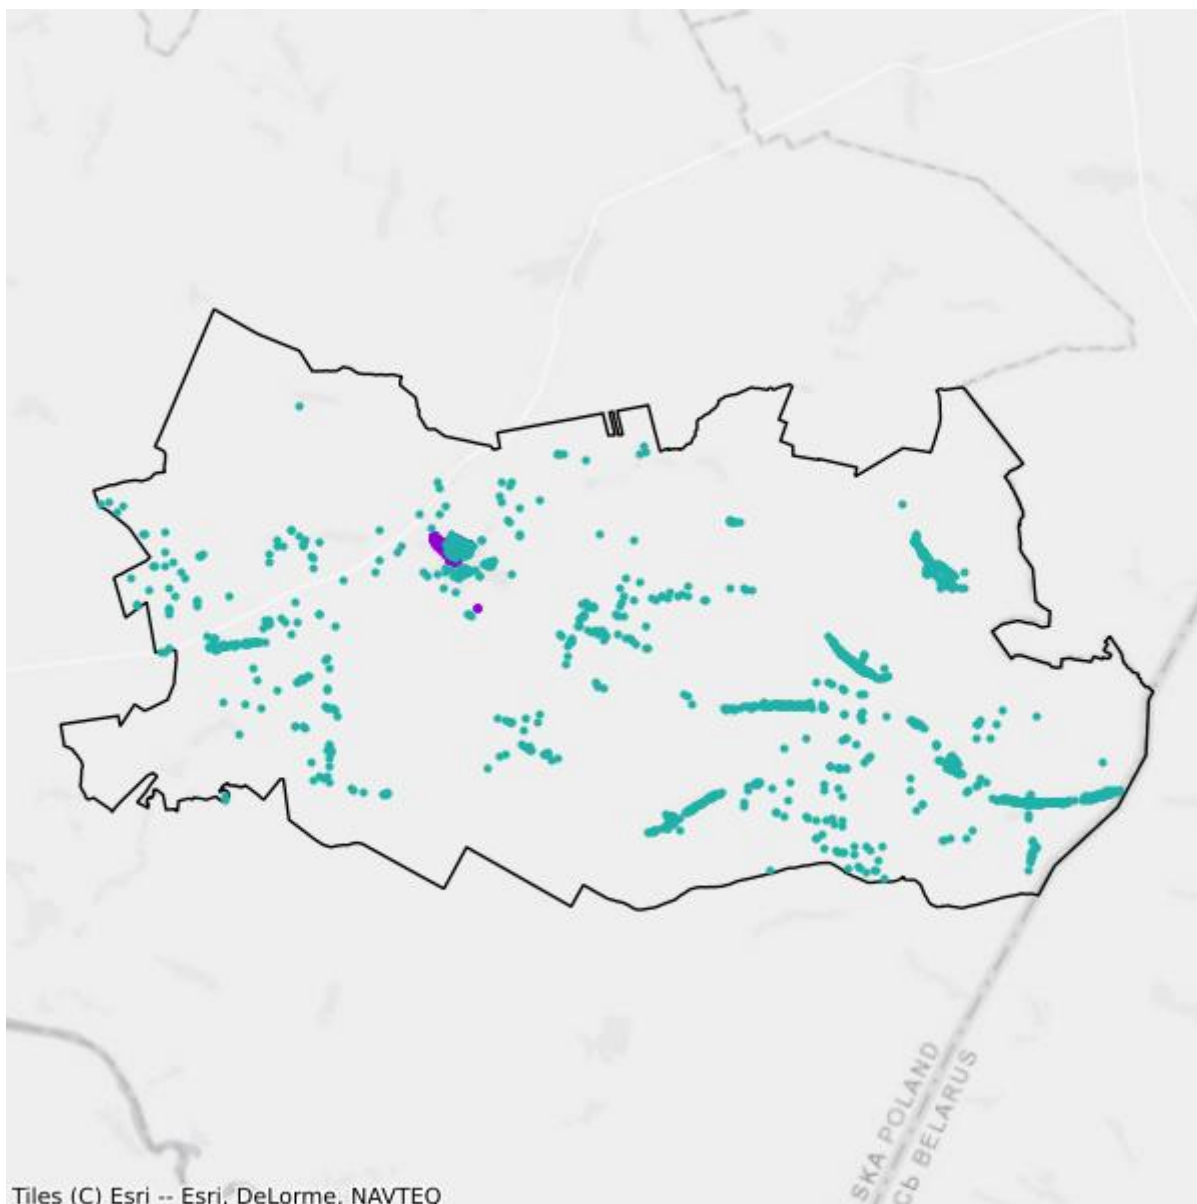 SKA POLAND
СЬ BELARUS
Tiles (C) Esri -- Esri, DeLorme, NAVTEQ